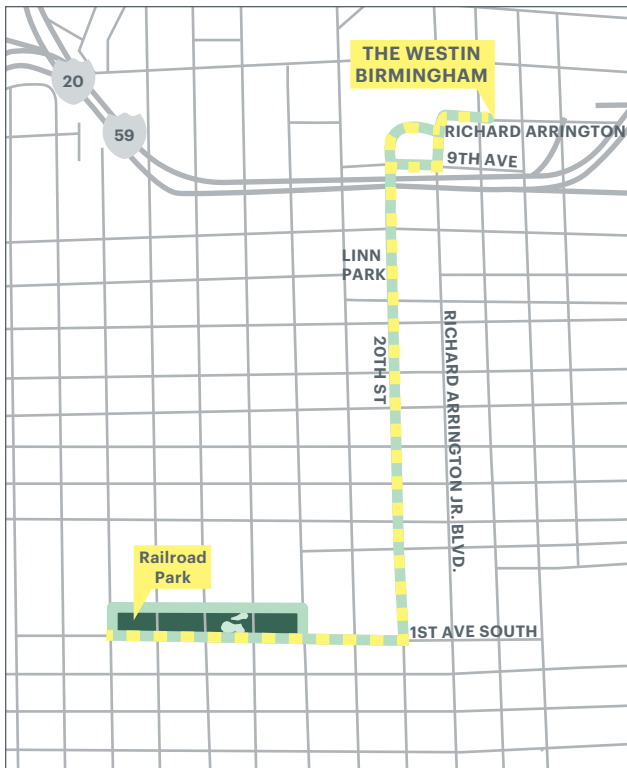 THE WESTIN
BIRMINGHAM
20
RICHARD ARRINGTON
59
9TH AVE
LINN
PARK
20TH ST
RICHARD ARRINGTON JR. BLVD.
Railroad
Park
1ST AVE SOUTH